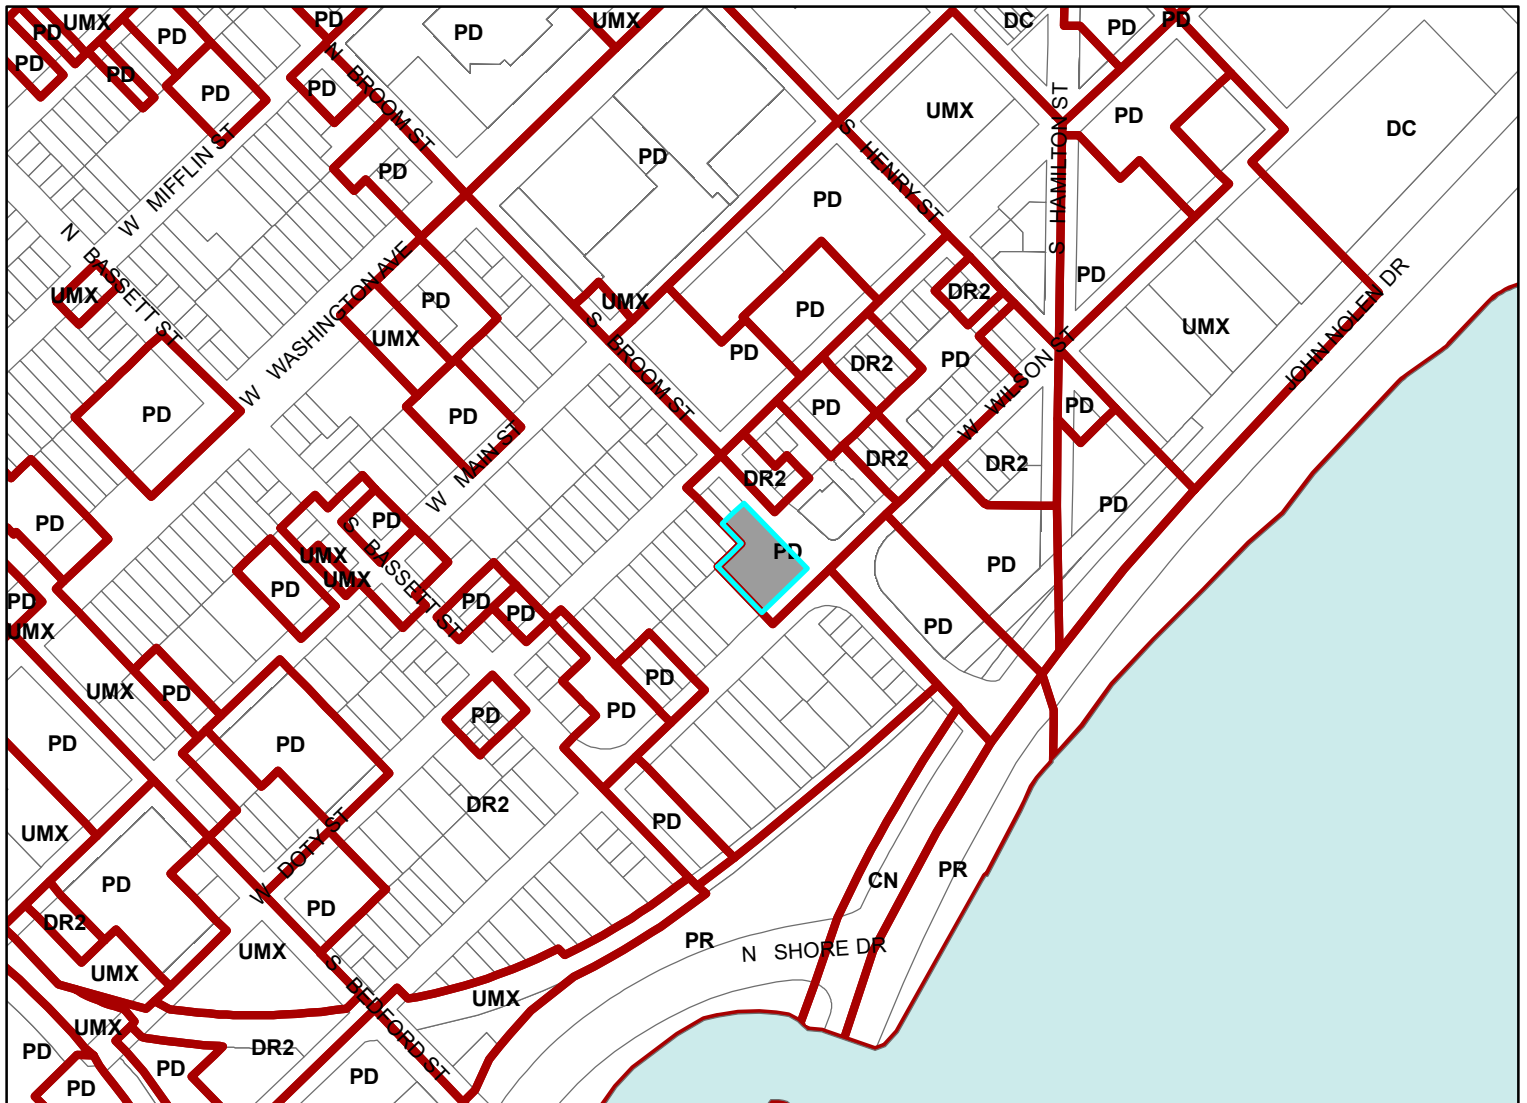 PD
UMX
PD
PD
PD
UMX
PD
DC
PD
PD
PD
PD
PD
N BROOM ST
UMX
PD
DC
W MIFFLIN ST
S HENRY ST
S HAMILTON ST
PD
PD
PD
N BASSETT ST
W WASHINGTON AVE
PD
JOHN NOLEN DR
UMX
PD
UMX
DR2
PD
UMX
UMX
S BROOM ST
PD
DR2
PD
W WILSON ST
PD
PD
W MAIN ST
PD
PD
DR2
DR2
DR2
PD
PD
PD
S BASSETT ST
UMX
UMX
PD
PD
PD
PD
PD
PD
UMX
PD
UMX
PD
PD
PD
PD
PD
PD
DR2
PD
UMX
W DOTY ST
PD
CN
PR
PD
DR2
UMX
UMX
PR
N SHORE DR
S BEDFORD ST
UMX
UMX
PD
PD
DR2
PD
PD